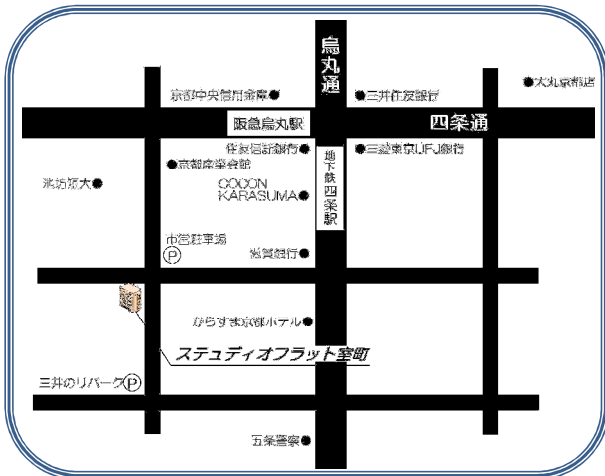 烏丸通
大丸京都店
京都中央信用金庫
三井住友銀行
阪急烏丸駅
四条通
住友信託銀行
地下鉄四条駅
三菱東京UFJ銀行
京都産業会館
池坊短大
COCON
KARASUMA
市営駐車場
P
滋賀銀行
からすま京都ホテル
ステュディオフラット室町
三井のリパーク P
五条警察